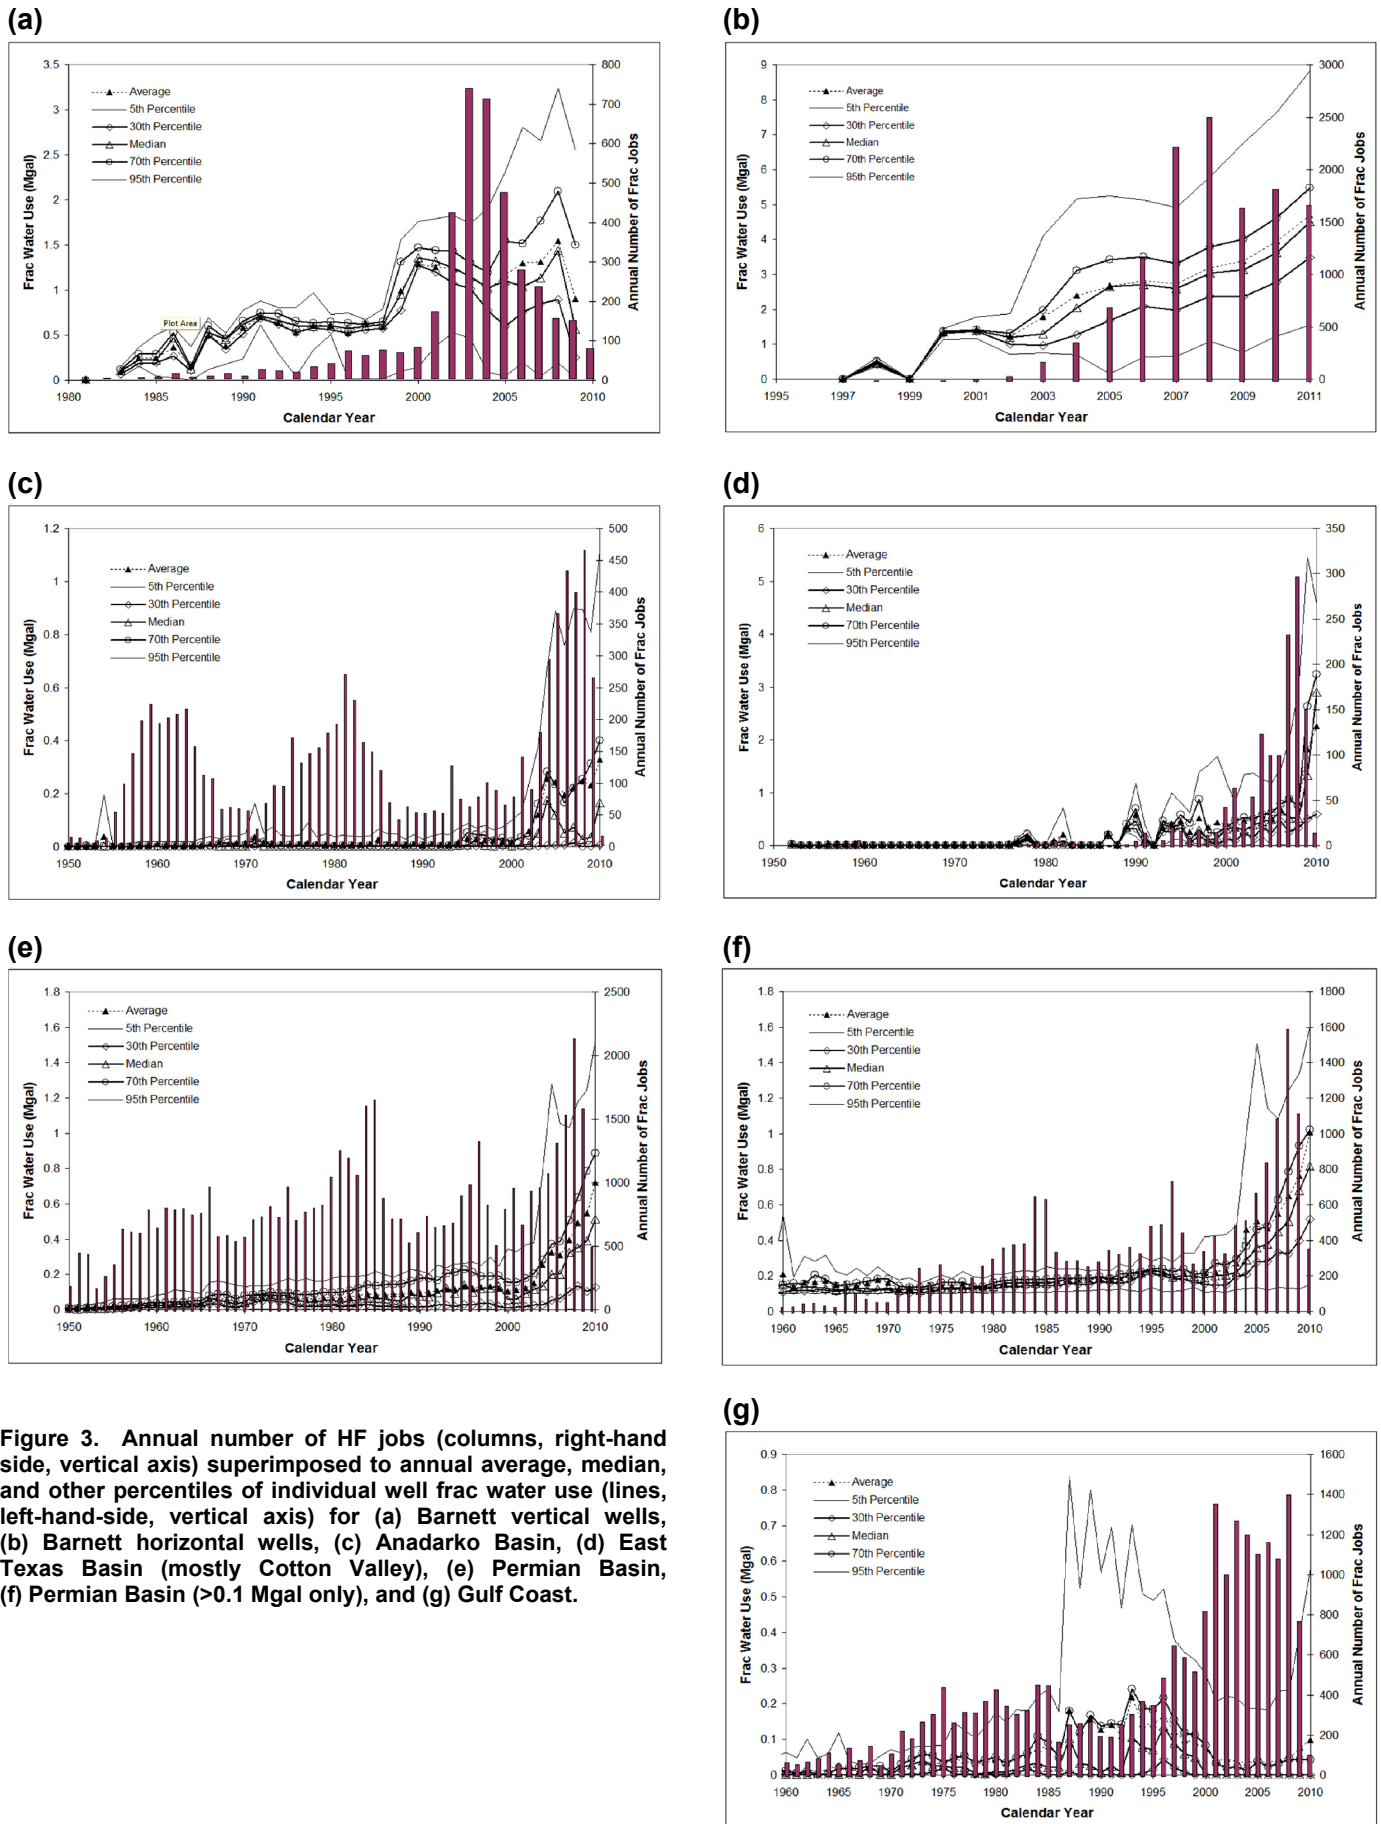 (a)
3.5
3
2.5
2
1.5
1
0.5
0
Frac Water Use (Mgal)
Average
5th Percentile
30th Percentile
Median
70th Percentile
95th Percentile
Plot Area
800
700
600
500
400
300
200
100
0
Annual Number of Frac Jobs
1980 1985 1990 1995 2000 2005 2010
Calendar Year
(b)
9
8
7
6
5
4
3
2
1
0
Frac Water Use (Mgal)
Average
5th Percentile
30th Percentile
Median
70th Percentile
95th Percentile
3000
2500
2000
1500
1000
500
0
Annual Number of Frac Jobs
1995 1997 1999 2001 2003 2005 2007 2009 2011
Calendar Year
(c)
1.2
1
0.8
0.6
0.4
0.2
0
Frac Water Use (Mgal)
Average
5th Percentile
30th Percentile
Median
70th Percentile
95th Percentile
500
450
400
350
300
250
200
150
100
50
0
Annual Number of Frac Jobs
1950 1960 1970 1980 1990 2000 2010
Calendar Year
(d)
6
5
4
3
2
1
0
Frac Water Use (Mgal)
Average
5th Percentile
30th Percentile
Median
70th Percentile
95th Percentile
350
300
250
200
150
100
50
0
Annual Number of Frac Jobs
1950 1960 1970 1980 1990 2000 2010
Calendar Year
(e)
1.8
1.6
1.4
1.2
1
0.8
0.6
0.4
0.2
0
Frac Water Use (Mgal)
Average
5th Percentile
30th Percentile
Median
70th Percentile
95th Percentile
2500
2000
1500
1000
500
0
Annual Number of Frac Jobs
1950 1960 1970 1980 1990 2000 2010
Calendar Year
(f)
1.8
1.6
1.4
1.2
1
0.8
0.6
0.4
0.2
0
Frac Water Use (Mgal)
Average
5th Percentile
30th Percentile
Median
70th Percentile
95th Percentile
1800
1600
1400
1200
1000
800
600
400
200
0
Annual Number of Frac Jobs
1960 1965 1970 1975 1980 1985 1990 1995 2000 2005 2010
Calendar Year
Figure 3. Annual number of HF jobs (columns, right-hand
side, vertical axis) superimposed to annual average, median,
and other percentiles of individual well frac water use (lines,
left-hand-side, vertical axis) for (a) Barnett vertical wells,
(b) Barnett horizontal wells, (c) Anadarko Basin, (d) East
Texas Basin (mostly Cotton Valley), (e) Permian Basin,
(f) Permian Basin (>0.1 Mgal only), and (g) Gulf Coast.
(g)
0.9
0.8
0.7
0.6
0.5
0.4
0.3
0.2
0.1
0
Frac Water Use (Mgal)
Average
5th Percentile
30th Percentile
Median
70th Percentile
95th Percentile
1600
1400
1200
1000
800
600
400
200
0
Annual Number of Frac Jobs
1960 1965 1970 1975 1980 1985 1990 1995 2000 2005 2010
Calendar Year